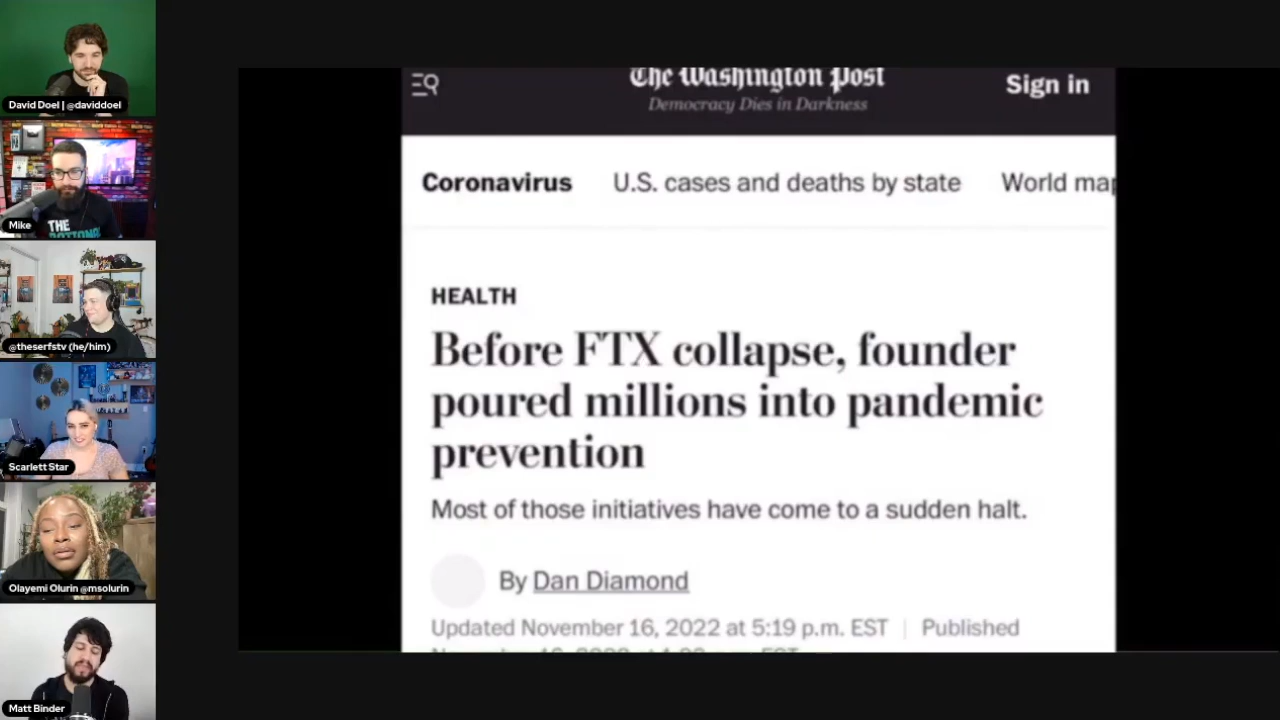 David Doel | @daviddoel
Mike
THE
@theserfstv (he/him)
Scarlett Star
Olayemi Olurin @msolurin
Matt Binder
The Washington Post
Democracy Dies in Darkness
Sign in
Coronavirus U.S. cases and deaths by state World map
HEALTH
Before FTX collapse, founder
poured millions into pandemic
prevention
Most of those initiatives have come to a sudden halt.
By Dan Diamond
Updated November 16, 2022 at 5:19 p.m. EST | Published